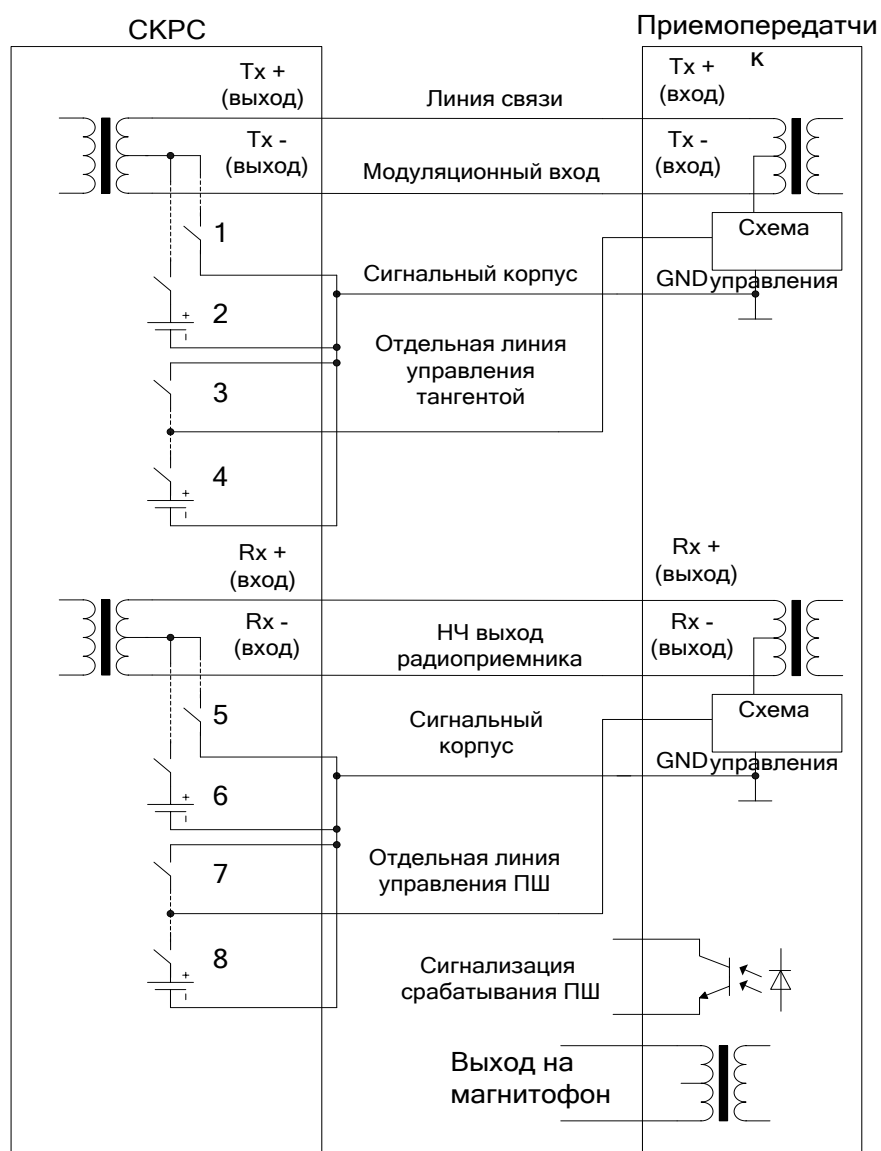 СКРС
Приемопередатчи
к
Tx +
(выход)
Линия связи
Tx +
(вход)
Tx -
(выход)
Модуляционный вход
Tx -
(вход)
1
Схема
управления
Сигнальный корпус
GND
2
+
-
Отдельная линия
управления
тангентой
3
4
+
-
Rx +
(вход)
Rx +
(выход)
Rx -
(вход)
НЧ выход
радиоприемника
Rx -
(выход)
5
Сигнальный
корпус
Схема
управления
GND
6
+
-
7
Отдельная линия
управления ПШ
8
+
-
Сигнализация
срабатывания ПШ
Выход на
магнитофон